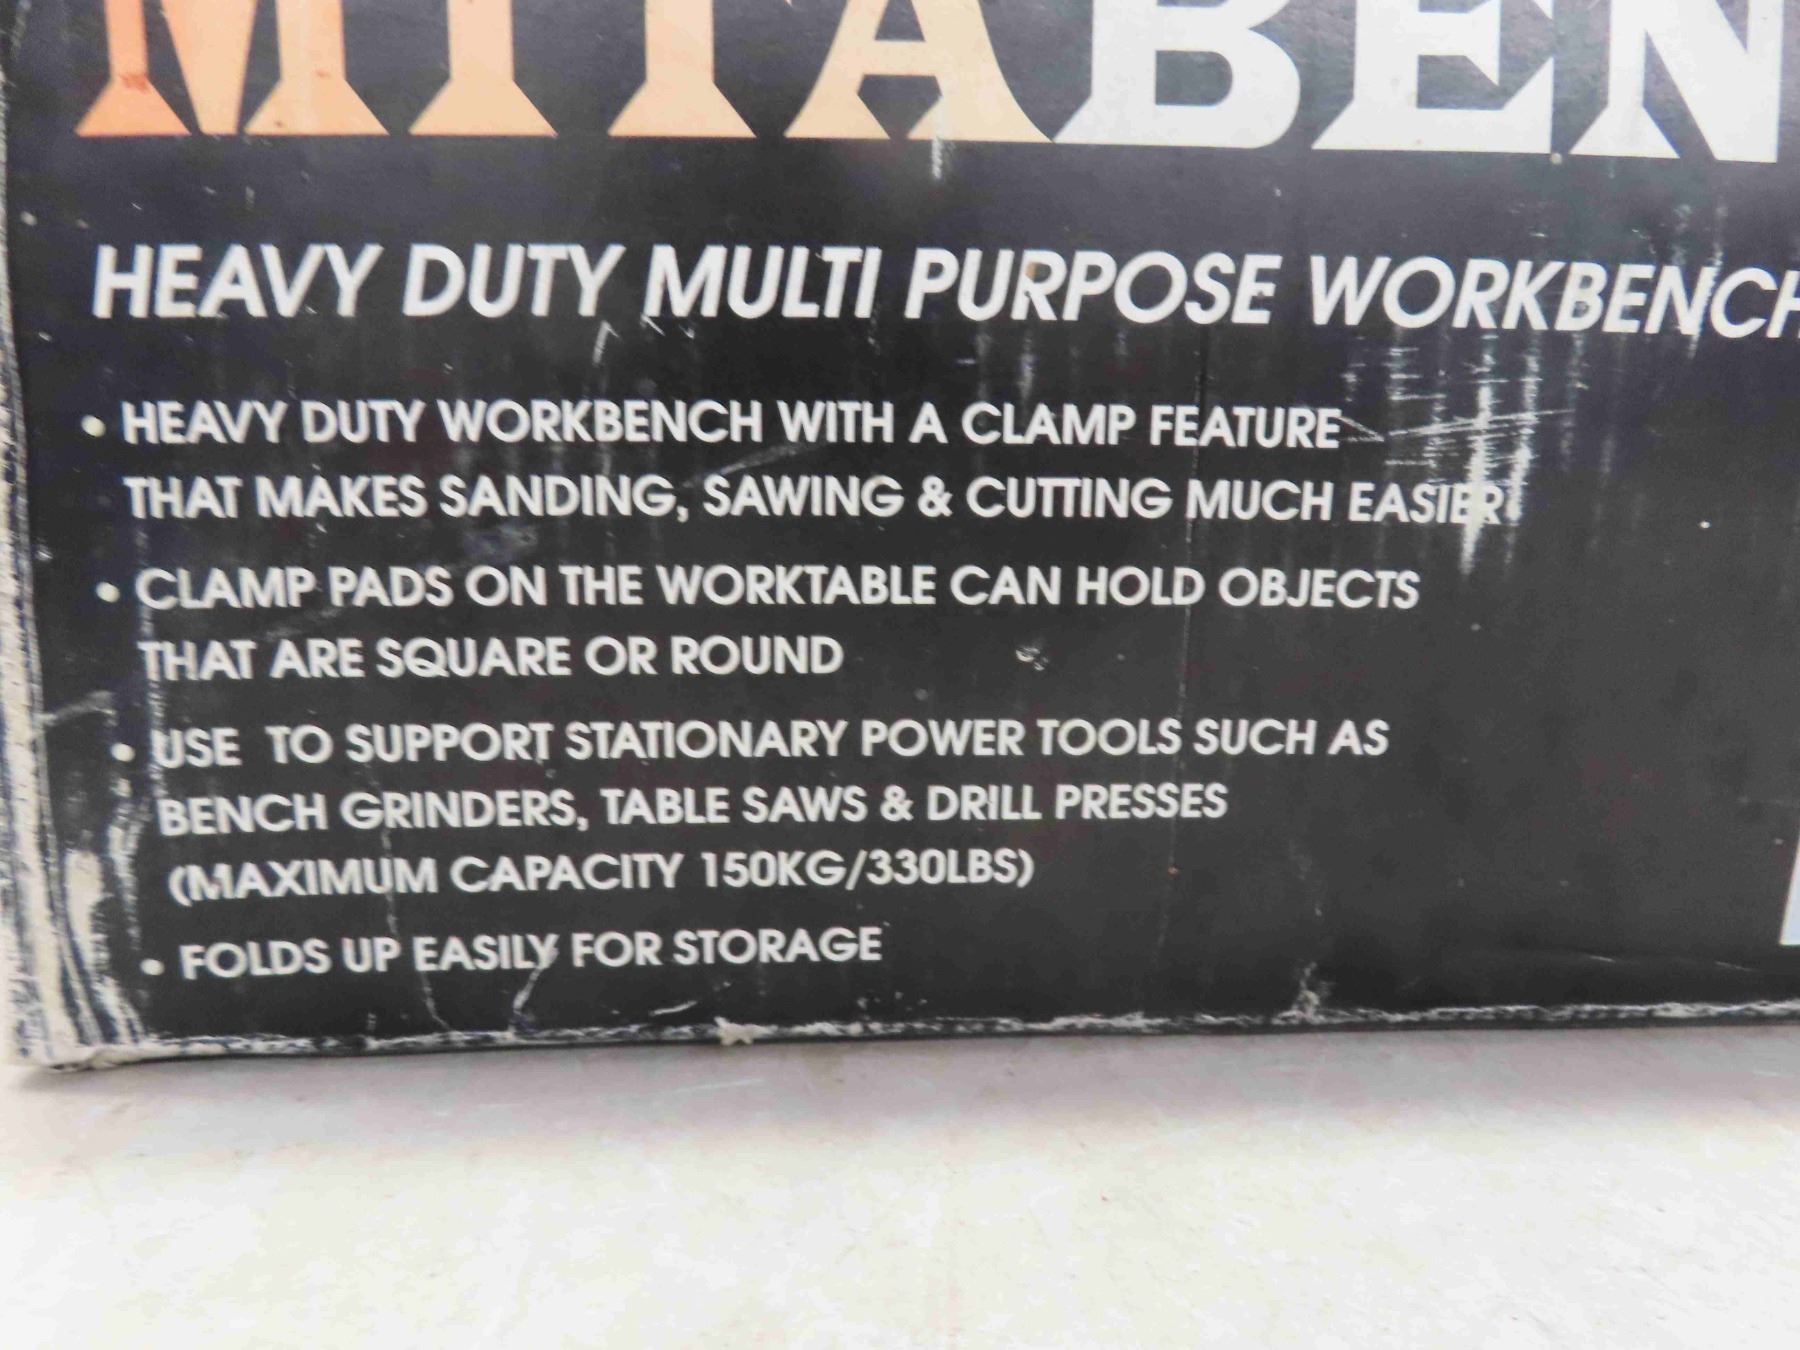 MITABEN
HEAVY DUTY MULTI PURPOSE WORKBENCH
• HEAVY DUTY WORKBENCH WITH A CLAMP FEATURE
THAT MAKES SANDING, SAWING & CUTTING MUCH EASIER
• CLAMP PADS ON THE WORKTABLE CAN HOLD OBJECTS
THAT ARE SQUARE OR ROUND
• USE TO SUPPORT STATIONARY POWER TOOLS SUCH AS
BENCH GRINDERS, TABLE SAWS & DRILL PRESSES
(MAXIMUM CAPACITY 150KG/330LBS)
• FOLDS UP EASILY FOR STORAGE